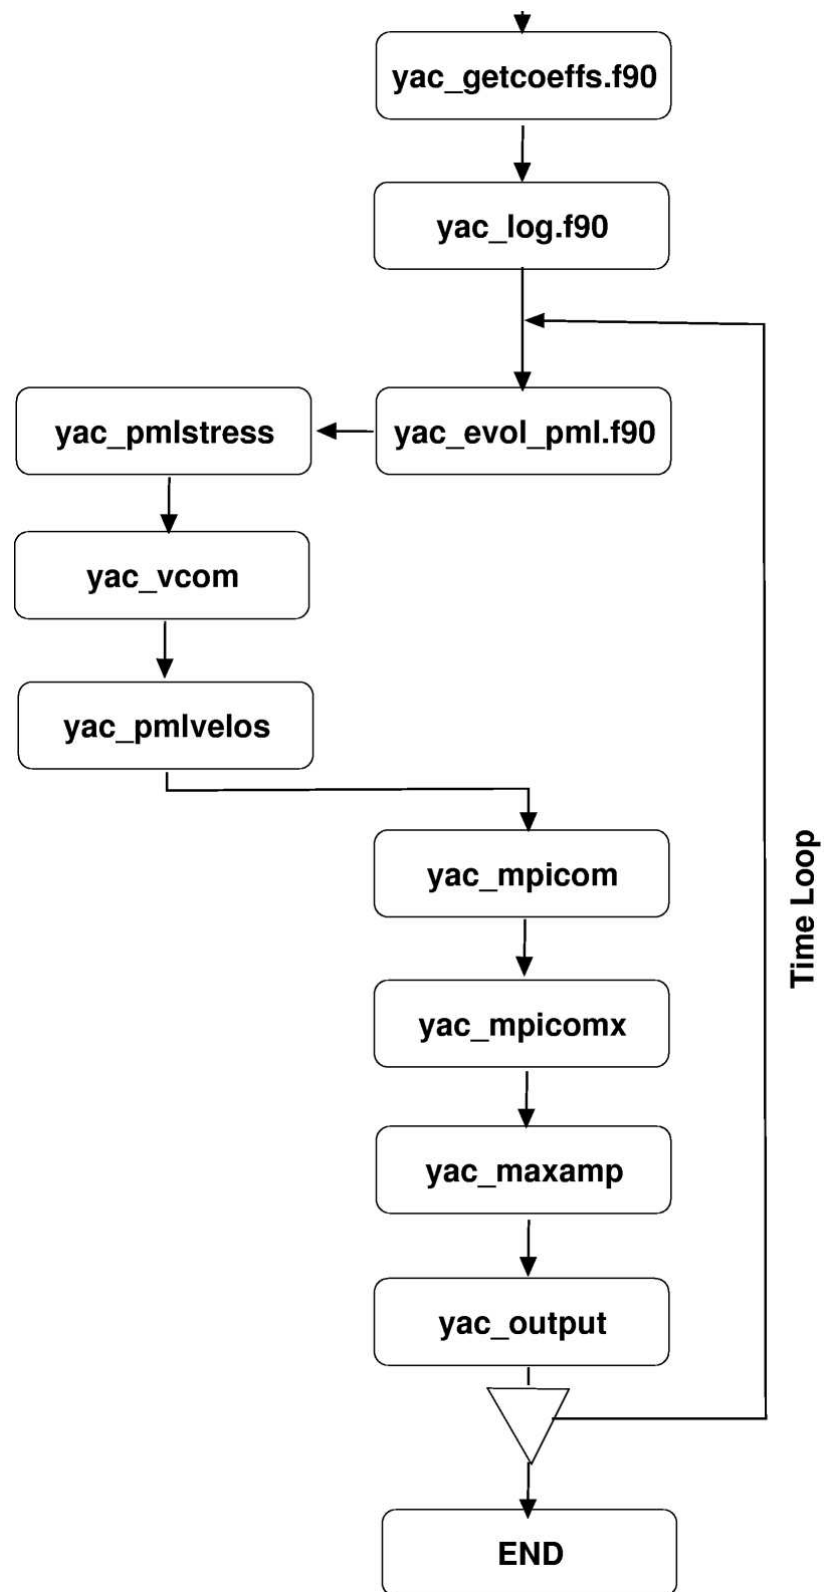 yac_getcoeffs.f90
yac_log.f90
yac_evol_pml.f90
yac_pmlstress
yac_vcom
yac_pmlvelos
yac_mpicom
yac_mpicomx
yac_maxamp
yac_output
END
Time Loop